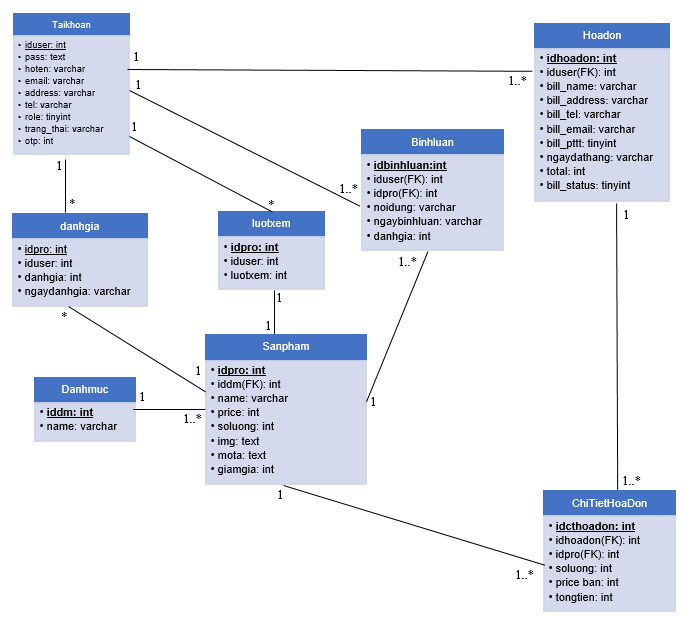 Taikhoan
• iduser: int
• pass: text
• hoten: varchar
• email: varchar
• address: varchar
• tel: varchar
• role: tinyint
• trang_thai: varchar
• otp: int
1
1
1
1
1..*
Hoadon
• idhoadon: int
• iduser(FK): int
• bill_name: varchar
• bill_address: varchar
• bill_tel: varchar
• bill_email: varchar
• bill_pttt: tinyint
• ngaydathang: varchar
• total: int
• bill_status: tinyint
1
Binhluan
• idbinhluan:int
• iduser(FK): int
• idpro(FK): int
• noidung: varchar
• ngaybinhluan: varchar
• danhgia: int
1..*
1..*
*
danhgia
• idpro: int
• iduser: int
• danhgia: int
• ngaydanhgia: varchar
*
*
luotxem
• idpro: int
• iduser: int
• luotxem: int
1
1
Sanpham
• idpro: int
• iddm(FK): int
• name: varchar
• price: int
• soluong: int
• img: text
• mota: text
• giamgia: int
1
1
1..*
1
Danhmuc
• iddm: int
• name: varchar
1
1..*
1..*
ChiTietHoaDon
• idcthoadon: int
• idhoadon(FK): int
• idpro(FK): int
• soluong: int
• price ban: int
• tongtien: int